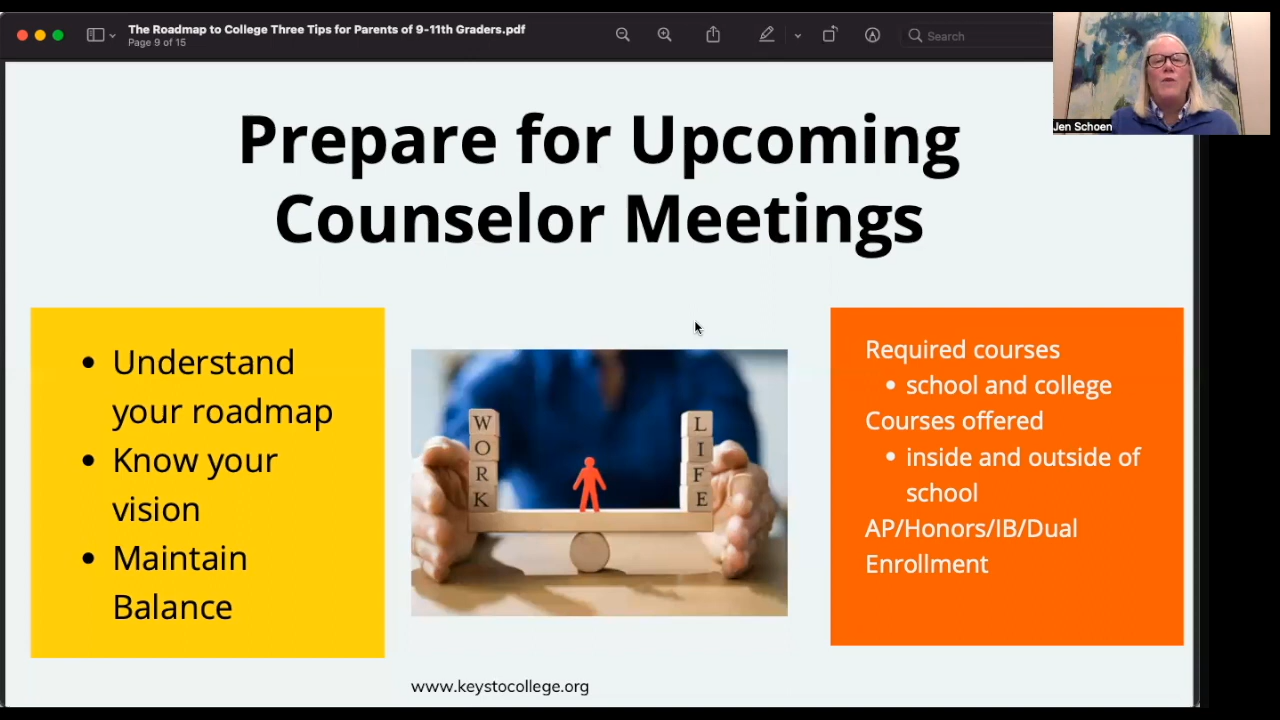 The Roadmap to College Three Tips for Parents of 9-11th Graders.pdf
Page 9 of 15
Search
Jen Schoen
Prepare for Upcoming
Counselor Meetings
• Understand
your roadmap
• Know your
vision
• Maintain
Balance
WORK
LIFE
Required courses
• school and college
Courses offered
• inside and outside of
school
AP/Honors/IB/Dual
Enrollment
www.keystocollege.org